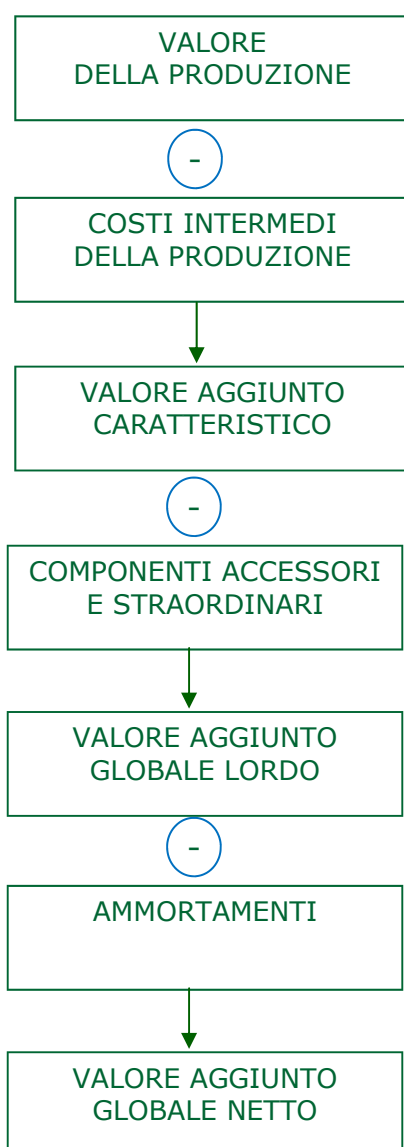 VALORE
DELLA PRODUZIONE
-
COSTI INTERMEDI
DELLA PRODUZIONE
VALORE AGGIUNTO
CARATTERISTICO
-
COMPONENTI ACCESSORI
E STRAORDINARI
VALORE AGGIUNTO
GLOBALE LORDO
-
AMMORTAMENTI
VALORE AGGIUNTO
GLOBALE NETTO